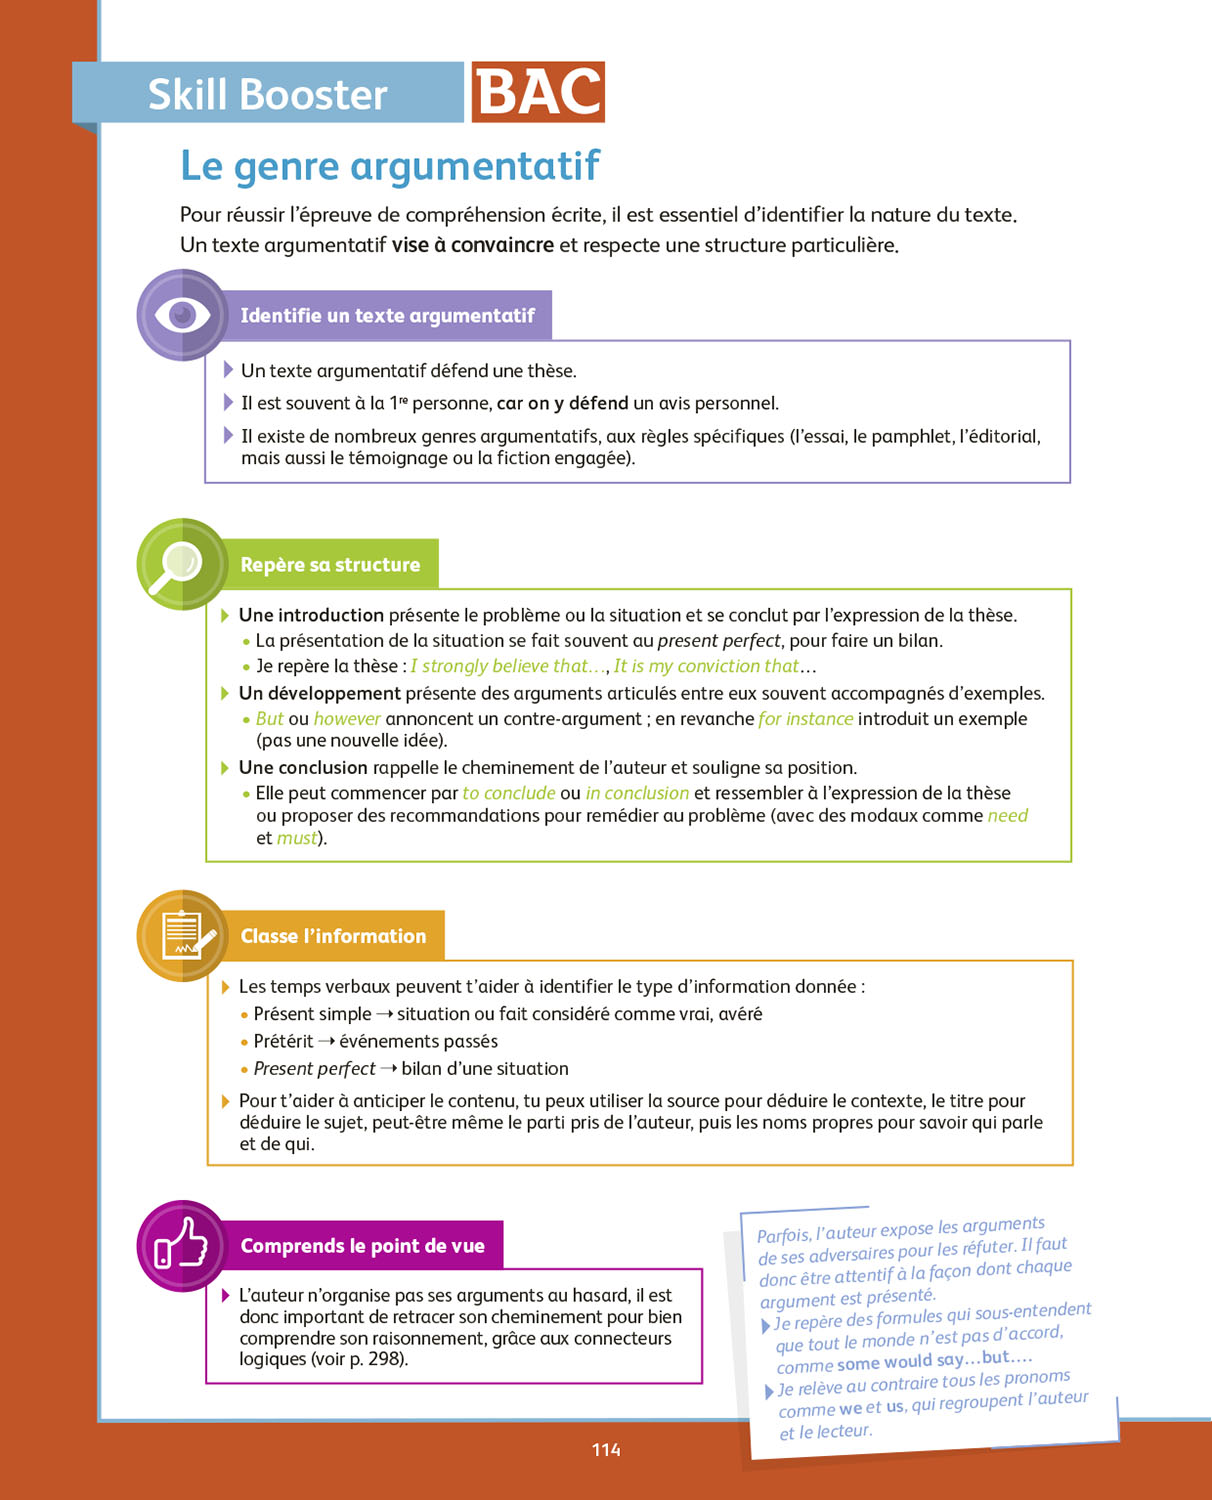 Skill Booster BAC
Le genre argumentatif
Pour réussir l'épreuve de compréhension écrite, il est essentiel d'identifier la nature du texte.
Un texte argumentatif vise à convaincre et respecte une structure particulière.
Identifie un texte argumentatif
Un texte argumentatif défend une thèse.
Il est souvent à la 1re personne, car on y défend un avis personnel.
Il existe de nombreux genres argumentatifs, aux règles spécifiques (l'essai, le pamphlet, l'éditorial,
mais aussi le témoignage ou la fiction engagée).
Repère sa structure
Une introduction présente le problème ou la situation et se conclut par l'expression de la thèse.
• La présentation de la situation se fait souvent au present perfect, pour faire un bilan.
• Je repère la thèse : I strongly believe that…, It is my conviction that…
Un développement présente des arguments articulés entre eux souvent accompagnés d'exemples.
• But ou however annoncent un contre-argument ; en revanche for instance introduit un exemple
(pas une nouvelle idée).
Une conclusion rappelle le cheminement de l'auteur et souligne sa position.
• Elle peut commencer par to conclude ou in conclusion et ressembler à l'expression de la thèse
ou proposer des recommandations pour remédier au problème (avec des modaux comme need
et must).
Classe l'information
Les temps verbaux peuvent t'aider à identifier le type d'information donnée :
• Présent simple → situation ou fait considéré comme vrai, avéré
• Prétérit → événements passés
• Present perfect → bilan d'une situation
Pour t'aider à anticiper le contenu, tu peux utiliser la source pour déduire le contexte, le titre pour
déduire le sujet, peut-être même le parti pris de l'auteur, puis les noms propres pour savoir qui parle
et de qui.
Comprends le point de vue
L'auteur n'organise pas ses arguments au hasard, il est
donc important de retracer son cheminement pour bien
comprendre son raisonnement, grâce aux connecteurs
logiques (voir p. 298).
Parfois, l'auteur expose les arguments
de ses adversaires pour les réfuter. Il faut
donc être attentif à la façon dont chaque
argument est présenté.
Je repère des formules qui sous-entendent
que tout le monde n'est pas d'accord,
comme some would say…but….
Je relève au contraire tous les pronoms
comme we et us, qui regroupent l'auteur
et le lecteur.
114